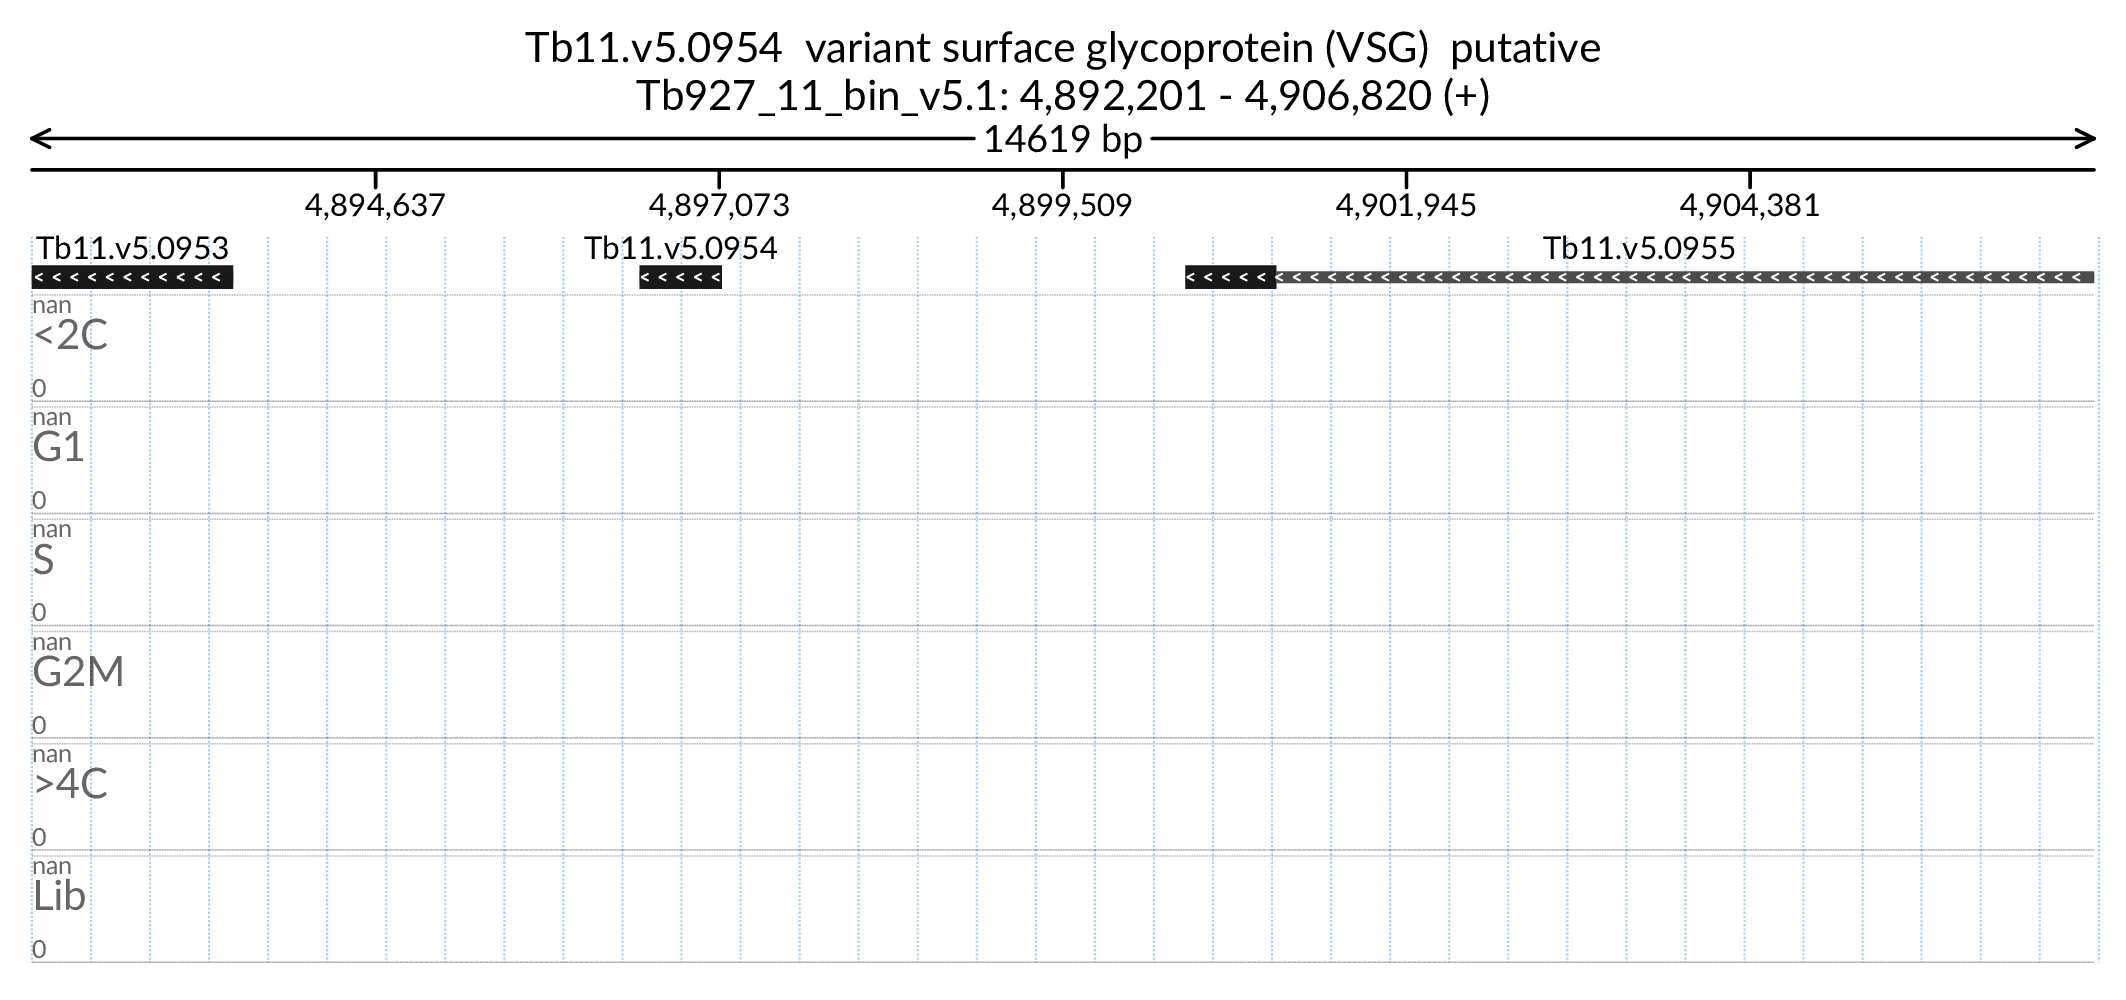 Tb11.v5.0954  variant surface glycoprotein (VSG)  putative
Tb927_11_bin_v5.1: 4,892,201 - 4,906,820 (+)
14619 bp
4,894,637 4,897,073 4,899,509 4,901,945 4,904,381
Tb11.v5.0953 Tb11.v5.0954 Tb11.v5.0955
nan
<2C
0
nan
G1
0
nan
S
0
nan
G2M
0
nan
>4C
0
nan
Lib
0